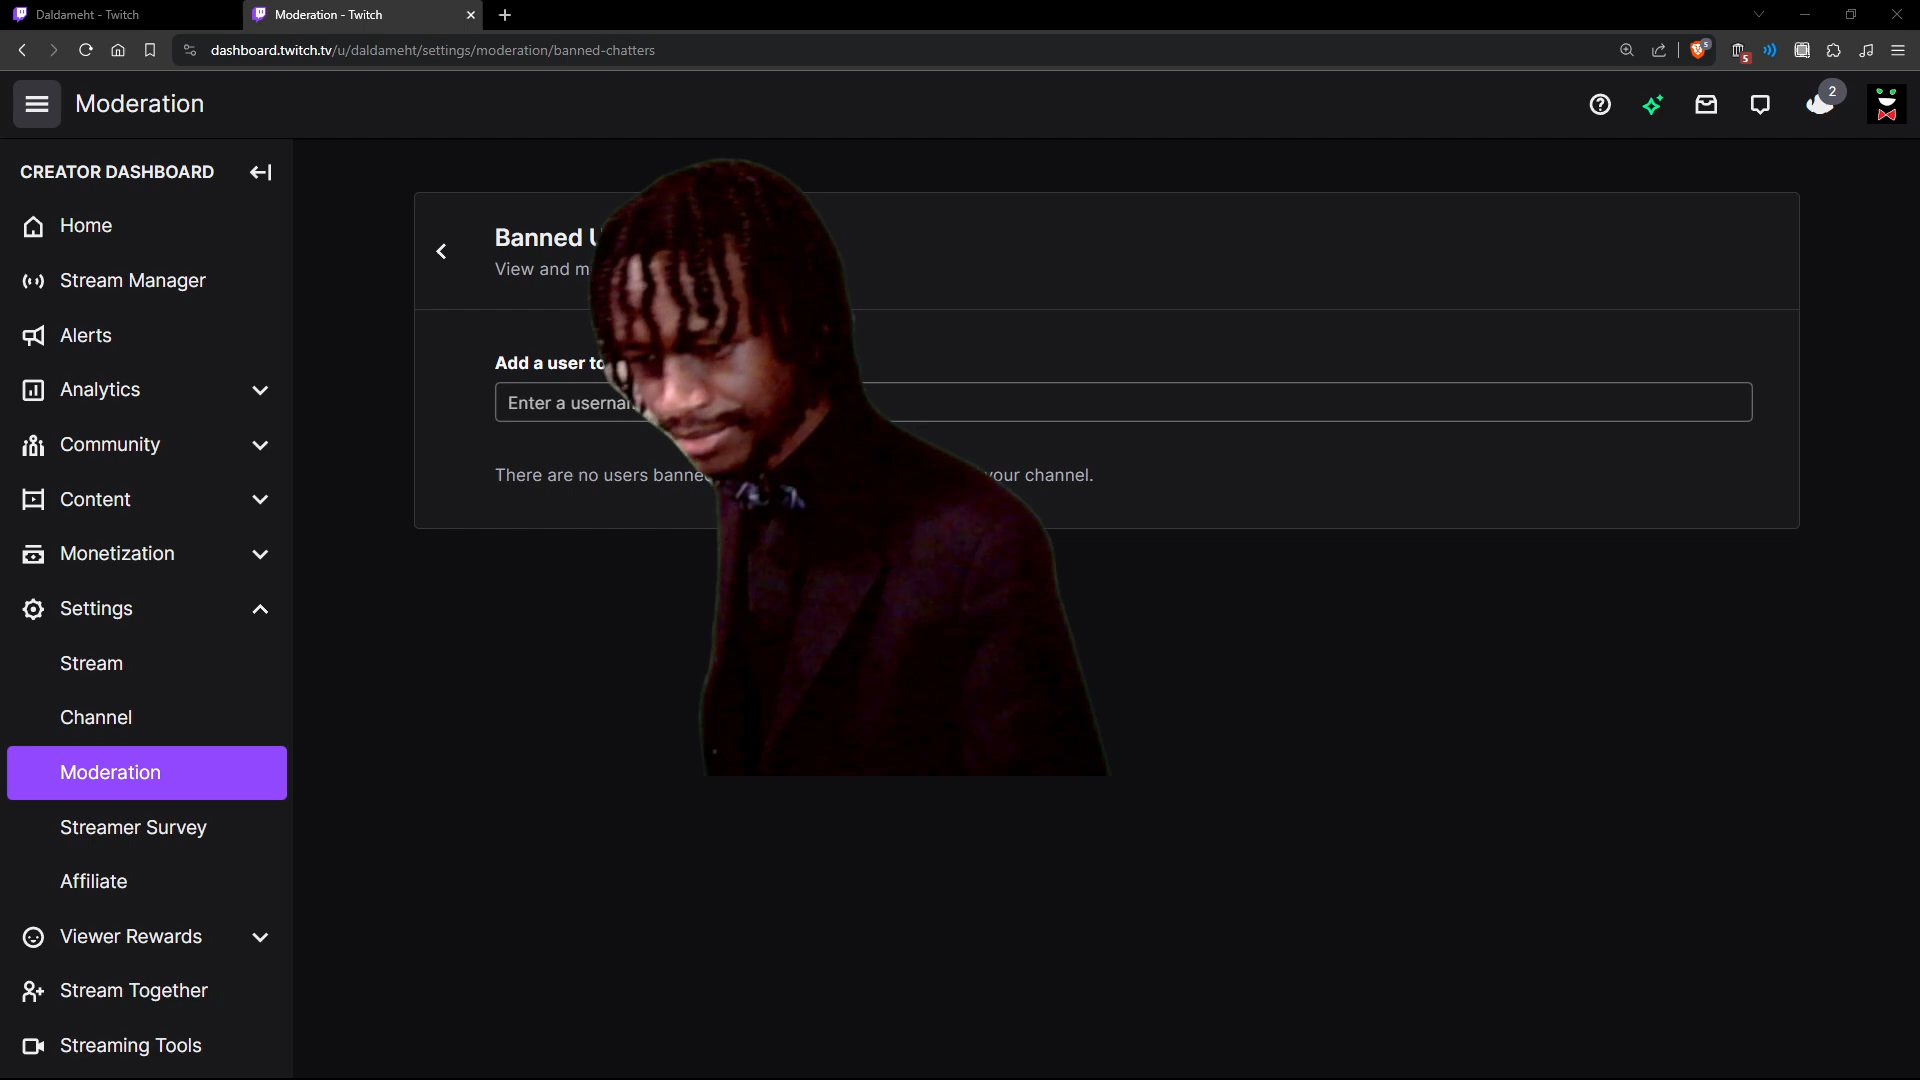 Daldameht - Twitch
Moderation - Twitch
dashboard.twitch.tv/u/daldameht/settings/moderation/banned-chatters
5
5
Moderation
2
CREATOR DASHBOARD
Home
Stream Manager
Alerts
Analytics
Community
Content
Monetization
Settings
Stream
Channel
Moderation
Streamer Survey
Affiliate
Viewer Rewards
Stream Together
Streaming Tools
Banned
View and
Add a user to
Enter a
There are no users your channel.